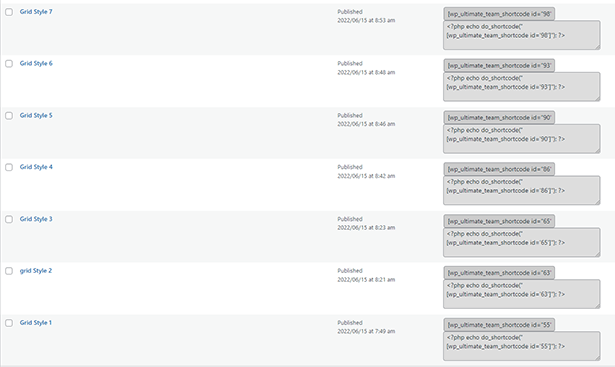 Grid Style 7
Published
2022/06/15 at 8:53 am
[wp_ultimate_team_shortcode id="98"
<?php echo do_shortcode("
[wp_ultimate_team_shortcode id='98']"); ?>
Grid Style 6
Published
2022/06/15 at 8:48 am
[wp_ultimate_team_shortcode id="93"
<?php echo do_shortcode("
[wp_ultimate_team_shortcode id='93']"); ?>
Grid Style 5
Published
2022/06/15 at 8:46 am
[wp_ultimate_team_shortcode id="90"
<?php echo do_shortcode("
[wp_ultimate_team_shortcode id='90']"); ?>
Grid Style 4
Published
2022/06/15 at 8:42 am
[wp_ultimate_team_shortcode id="86"
<?php echo do_shortcode("
[wp_ultimate_team_shortcode id='86']"); ?>
Grid Style 3
Published
2022/06/15 at 8:23 am
[wp_ultimate_team_shortcode id="65"
<?php echo do_shortcode("
[wp_ultimate_team_shortcode id='65']"); ?>
grid Style 2
Published
2022/06/15 at 8:21 am
[wp_ultimate_team_shortcode id="63"
<?php echo do_shortcode("
[wp_ultimate_team_shortcode id='63']"); ?>
Grid Style 1
Published
2022/06/15 at 7:49 am
[wp_ultimate_team_shortcode id="55"
<?php echo do_shortcode("
[wp_ultimate_team_shortcode id='55']"); ?>